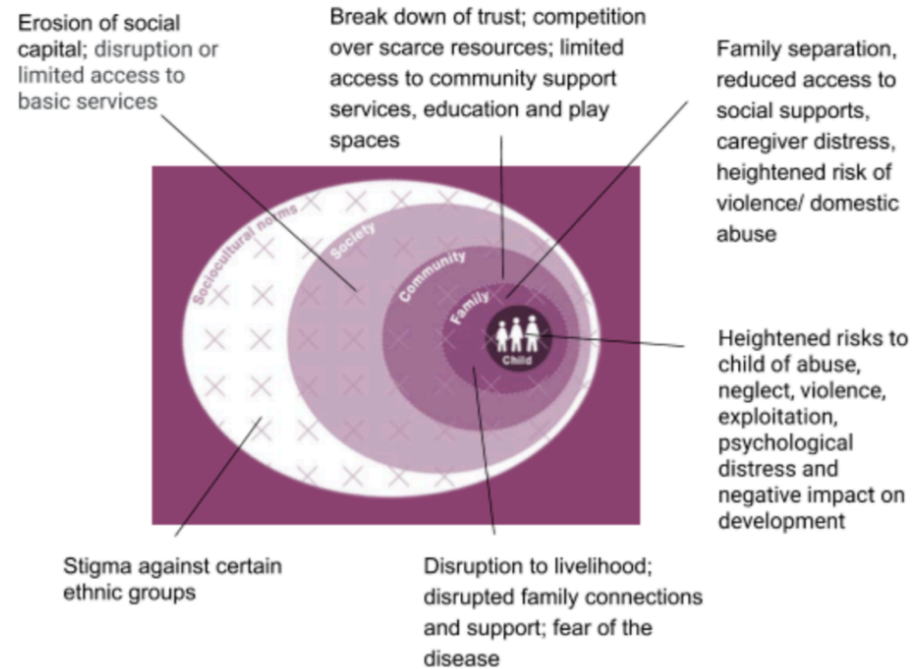 Erosion of social
capital; disruption or
limited access to
basic services
Break down of trust; competition
over scarce resources; limited
access to community support
services, education and play
spaces
Family separation,
reduced access to
social supports,
caregiver distress,
heightened risk of
violence/ domestic
abuse
Sociocultural norms
Society
Community
Family
Child
Heightened risks to
child of abuse,
neglect, violence,
exploitation,
psychological
distress and
negative impact on
development
Stigma against certain
ethnic groups
Disruption to livelihood;
disrupted family connections
and support; fear of the
disease